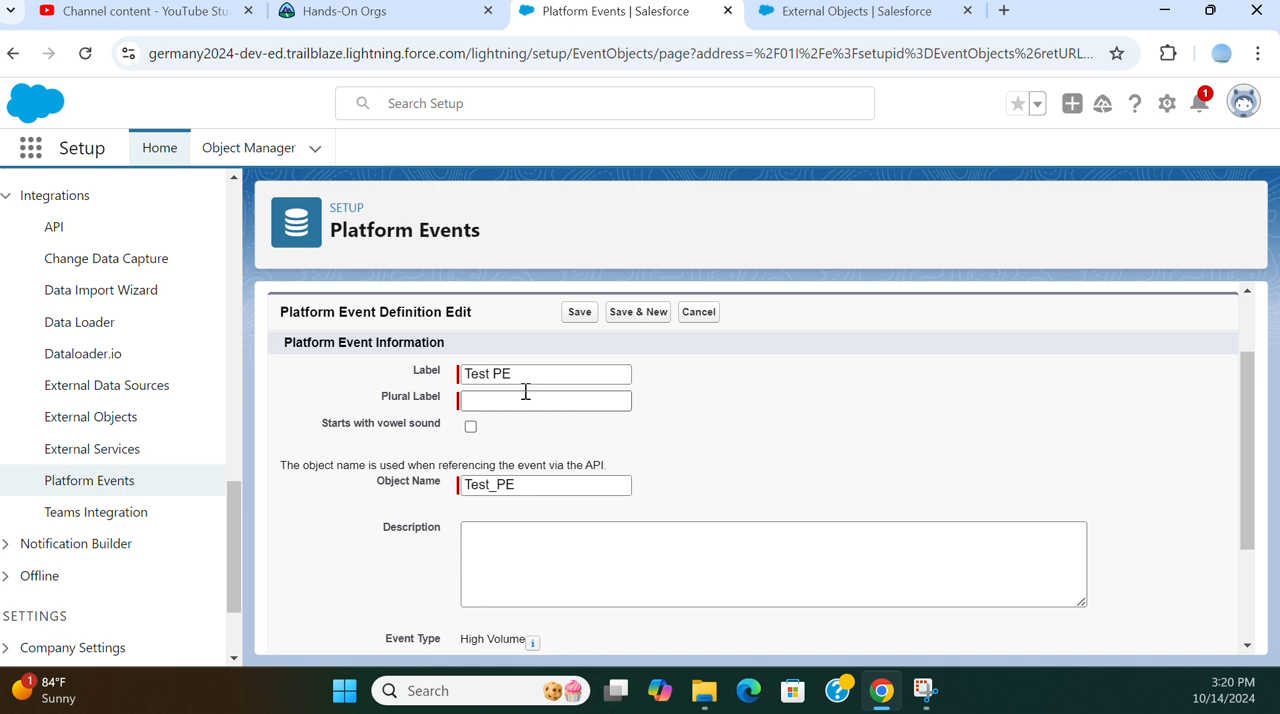 Channel content - YouTube Stu
Hands-On Orgs
Platform Events | Salesforce
External Objects | Salesforce
germany2024-dev-ed.trailblaze.lightning.force.com/lightning/setup/EventObjects/page?address=%2F01I%2Fe%3Fsetupid%3DEventObjects%26retURL...
Search Setup
1
Setup
Home
Object Manager
Integrations
API
Change Data Capture
Data Import Wizard
Data Loader
Dataloader.io
External Data Sources
External Objects
External Services
Platform Events
Teams Integration
Notification Builder
Offline
SETTINGS
Company Settings
SETUP
Platform Events
Platform Event Definition Edit
Save
Save & New
Cancel
Platform Event Information
Label
Test PE
Plural Label
Starts with vowel sound
The object name is used when referencing the event via the API.
Object Name
Test_PE
Description
Event Type
High Volume
i
1
84°F
Sunny
Search
3:20 PM
10/14/2024